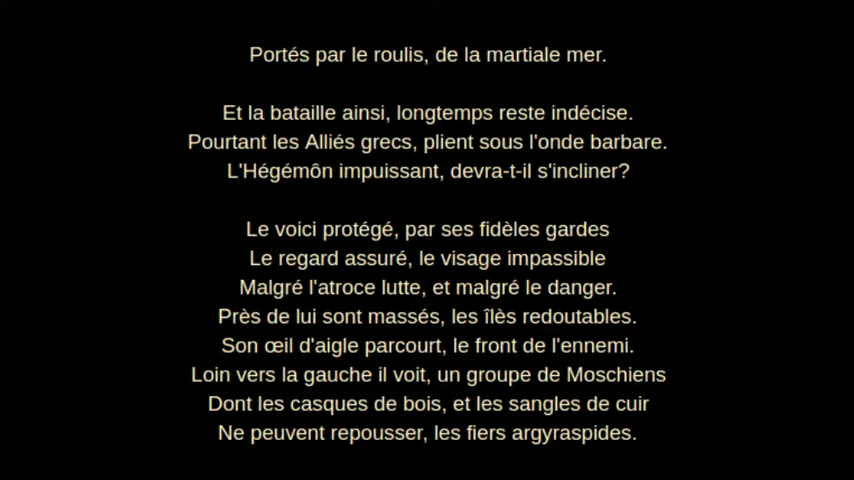 Portés par le roulis, de la martiale mer.
Et la bataille ainsi, longtemps reste indécise.
Pourtant les Alliés grecs, plient sous l'onde barbare.
L'Hégémôn impuissant, devra-t-il s'incliner?
Le voici protégé, par ses fidèles gardes
Le regard assuré, le visage impassible
Malgré l'atroce lutte, et malgré le danger.
Près de lui sont massés, les îlès redoutables.
Son œil d'aigle parcourt, le front de l'ennemi.
Loin vers la gauche il voit, un groupe de Moschiens
Dont les casques de bois, et les sangles de cuir
Ne peuvent repousser, les fiers argyraspides.